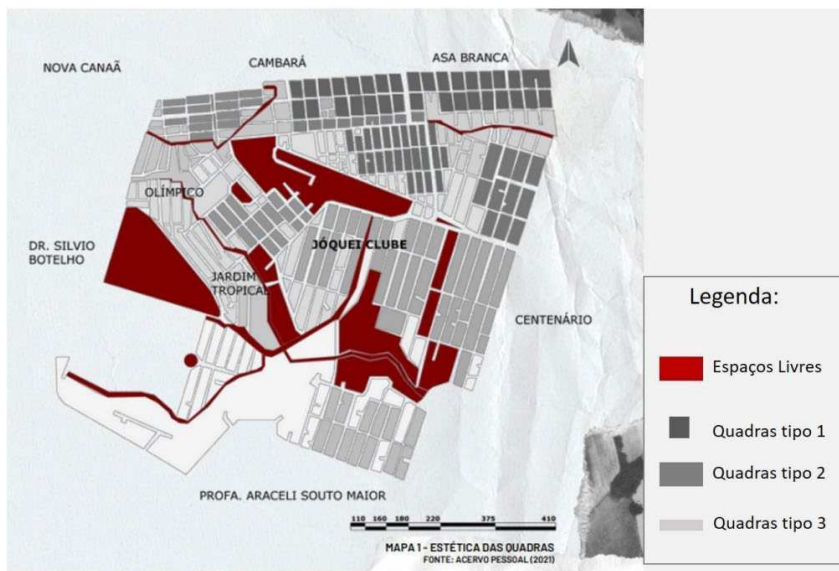 NOVA CANAÃ
CAMBARÁ
ASA BRANCA
OLÍMPICO
DR. SILVIO
BOTELHO
JÓQUEI CLUBE
JARDIM
TROPICAL
CENTENÁRIO
PROFA. ARACELI SOUTO MAIOR
110 160 180 220 375 410
MAPA 1 - ESTÉTICA DAS QUADRAS
FONTE: ACERVO PESSOAL (2021)
Legenda:
Espaços Livres
Quadras tipo 1
Quadras tipo 2
Quadras tipo 3